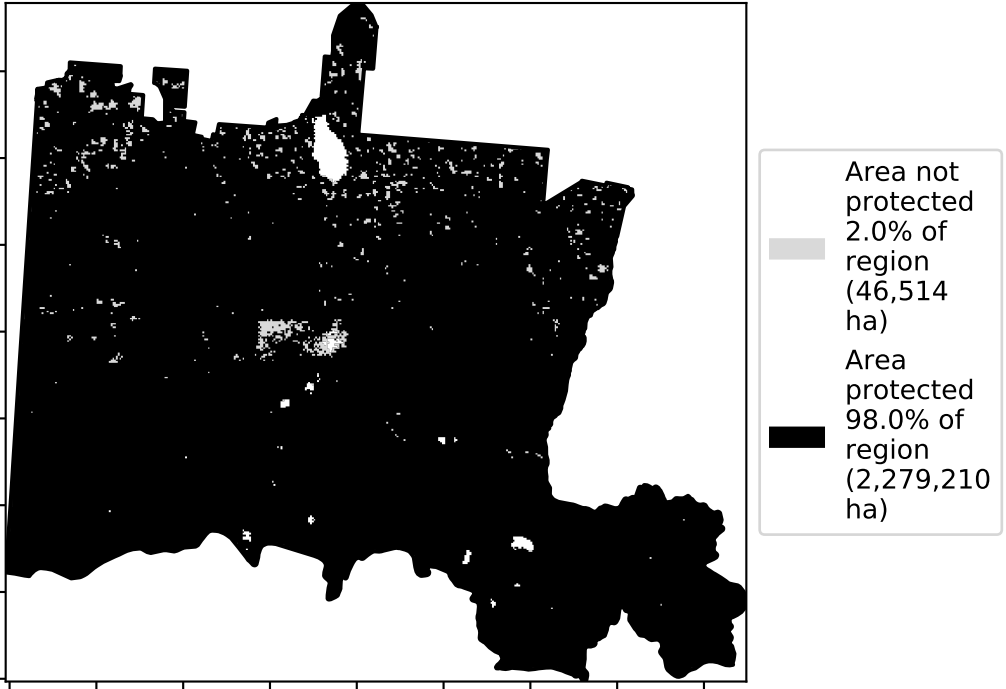 Area not
protected
2.0% of
region
(46,514
ha)
Area
protected
98.0% of
region
(2,279,210
ha)